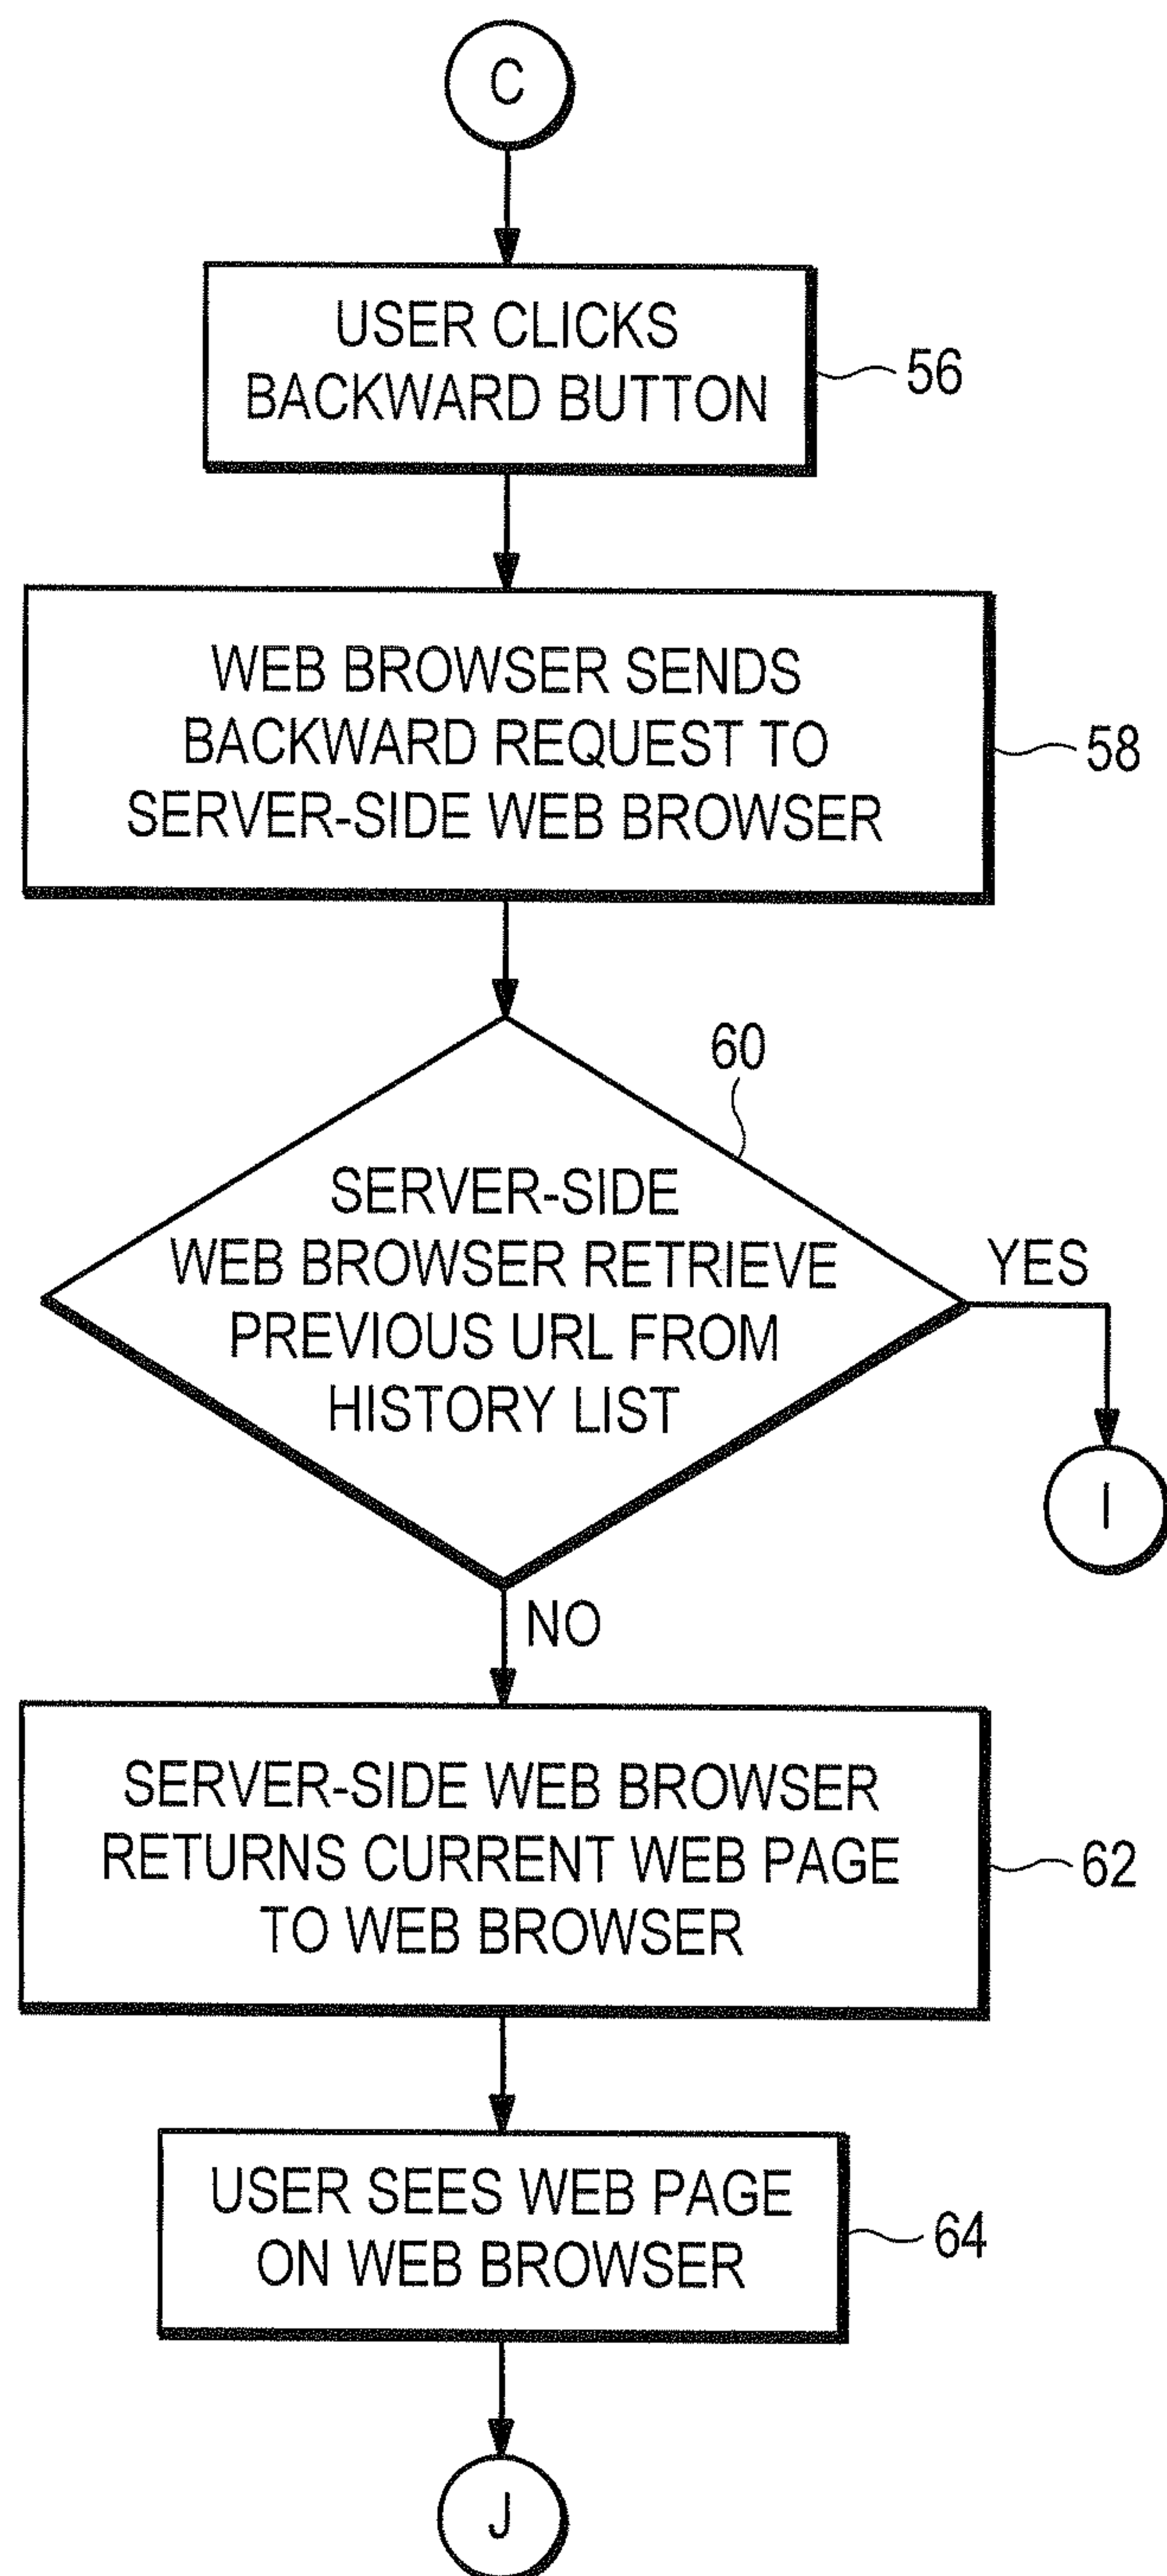 C
USER CLICKS
BACKWARD BUTTON
56
WEB BROWSER SENDS
BACKWARD REQUEST TO
SERVER-SIDE WEB BROWSER
58
60
SERVER-SIDE
WEB BROWSER RETRIEVE
PREVIOUS URL FROM
HISTORY LIST
YES
I
NO
SERVER-SIDE WEB BROWSER
RETURNS CURRENT WEB PAGE
TO WEB BROWSER
62
USER SEES WEB PAGE
ON WEB BROWSER
64
J